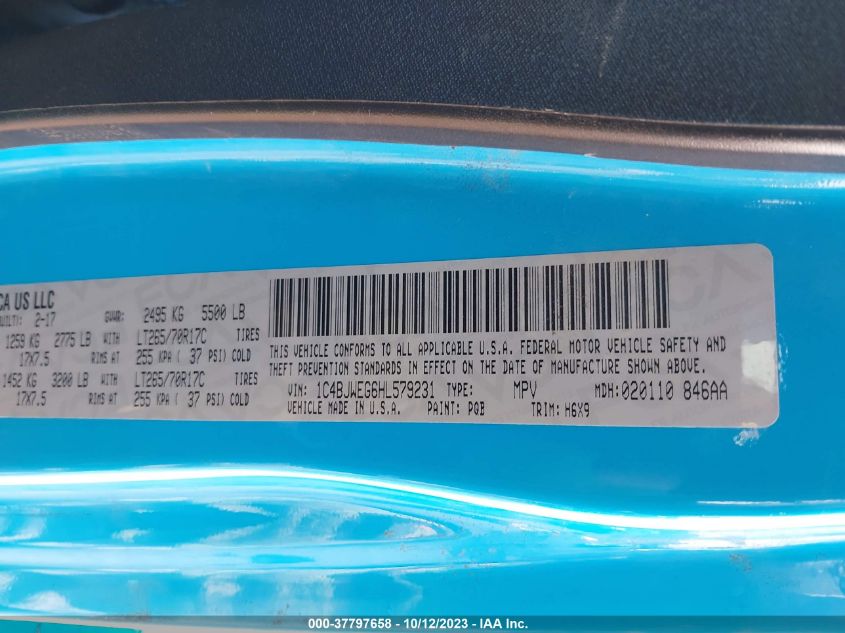 CA US LLC
2-17 GVWR: 2495 KG 5500 LB
1259 KG 2775 LB WITH LT265/70R17C TIRES
17X7.5 RIMS AT 255 KPA ( 37 PSI) COLD
1452 KG 3200 LB WITH LT265/70R17C TIRES
17X7.5 RIMS AT 255 KPA ( 37 PSI) COLD
THIS VEHICLE CONFORMS TO ALL APPLICABLE U.S.A. FEDERAL MOTOR VEHICLE SAFETY AND
THEFT PREVENTION STANDARDS IN EFFECT ON THE DATE OF MANUFACTURE SHOWN ABOVE.
VIN: 1C4BJWEG6HL579231 TYPE: MPV MDH:020110 846AA
VEHICLE MADE IN U.S.A. PAINT: PQB TRIM: H6X9
000-37797658 - 10/12/2023 - IAA Inc.